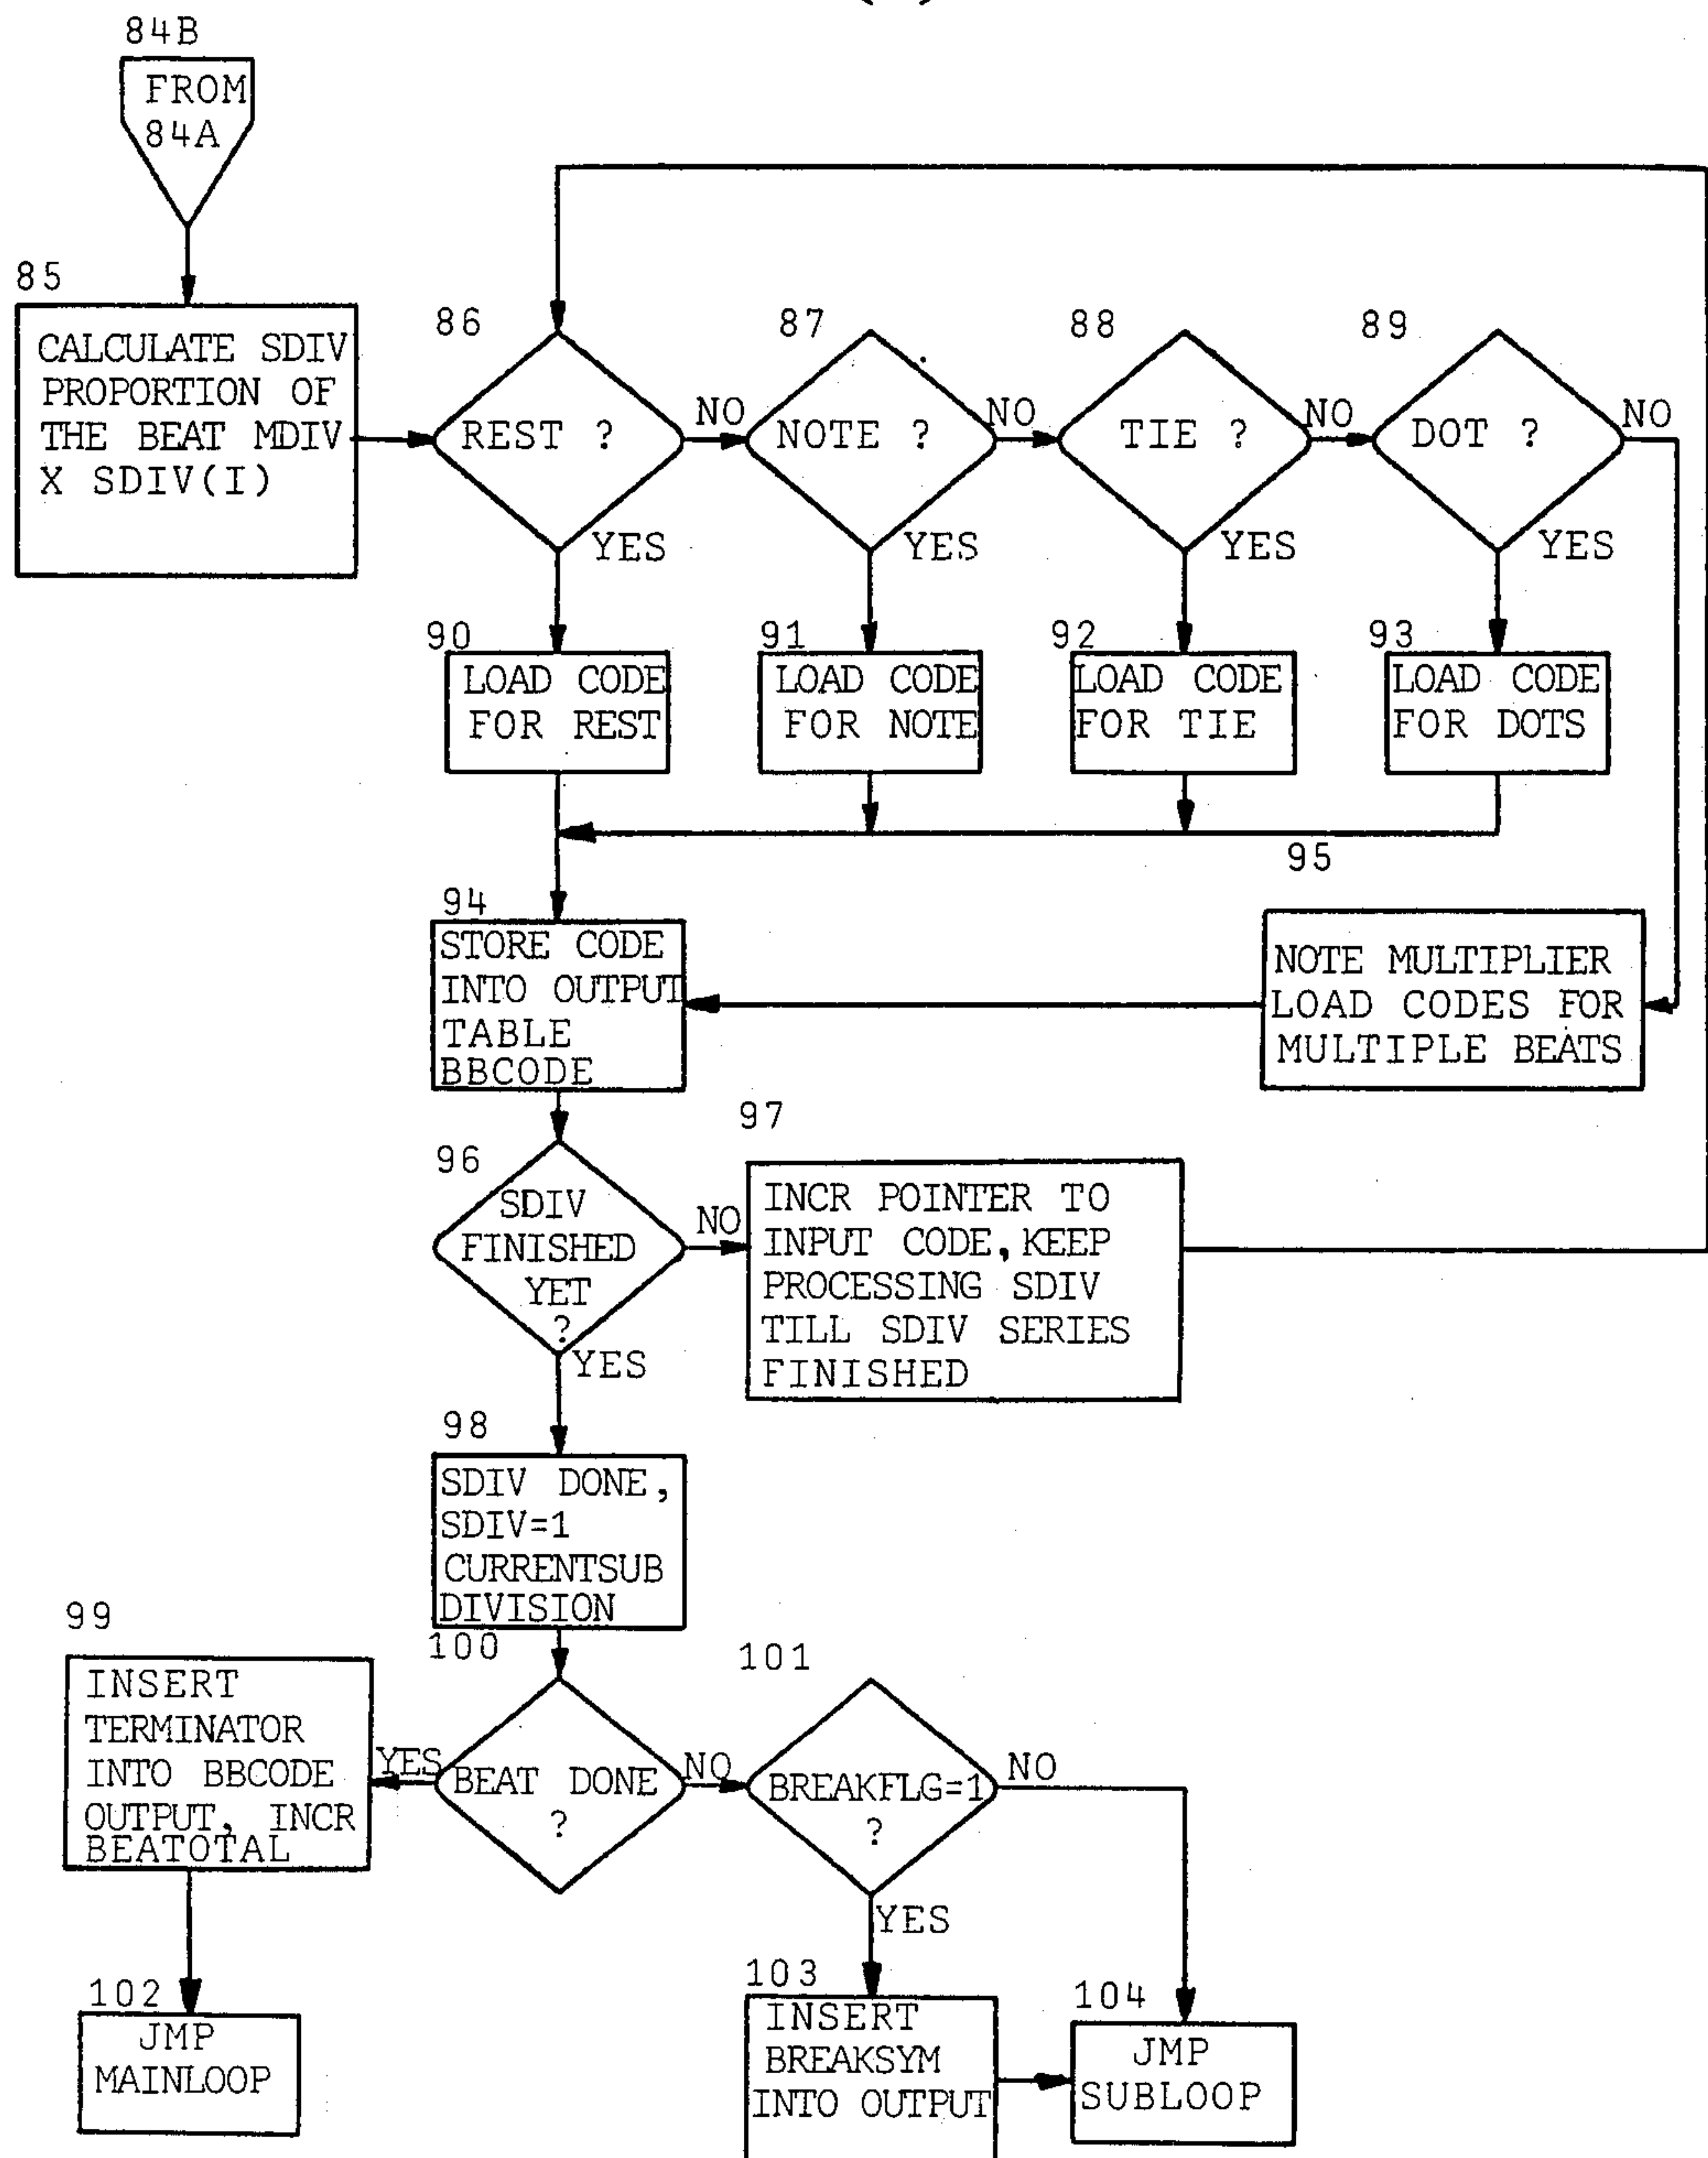 84B
FROM
84A
85
CALCULATE SDIV
PROPORTION OF
THE BEAT MDIV
X SDIV(I)
86
REST ?
NO
YES
87
NOTE ?
NO
YES
88
TIE ?
NO
YES
89
DOT ?
NO
YES
90
LOAD CODE
FOR REST
91
LOAD CODE
FOR NOTE
92
LOAD CODE
FOR TIE
93
LOAD CODE
FOR DOTS
94
STORE CODE
INTO OUTPUT
TABLE
BBCODE
95
NOTE MULTIPLIER
LOAD CODES FOR
MULTIPLE BEATS
96
SDIV
FINISHED
YET
?
NO
YES
97
INCR POINTER TO
INPUT CODE, KEEP
PROCESSING SDIV
TILL SDIV SERIES
FINISHED
98
SDIV DONE,
SDIV=1
CURRENTSUB
DIVISION
99
INSERT
TERMINATOR
INTO BBCODE
OUTPUT, INCR
BEATOTAL
100
BEAT DONE
?
YES
NO
101
BREAKFLG=1
?
NO
YES
102
JMP
MAINLOOP
103
INSERT
BREAKSYM
INTO OUTPUT
104
JMP
SUBLOOP